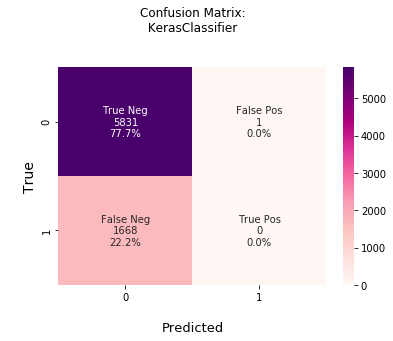 Confusion Matrix:
KerasClassifier
True Neg
5831
77.7%
False Pos
1
0.0%
False Neg
1668
22.2%
True Pos
0
0.0%
0
1
True
0
1
Predicted
5000
4000
3000
2000
1000
0